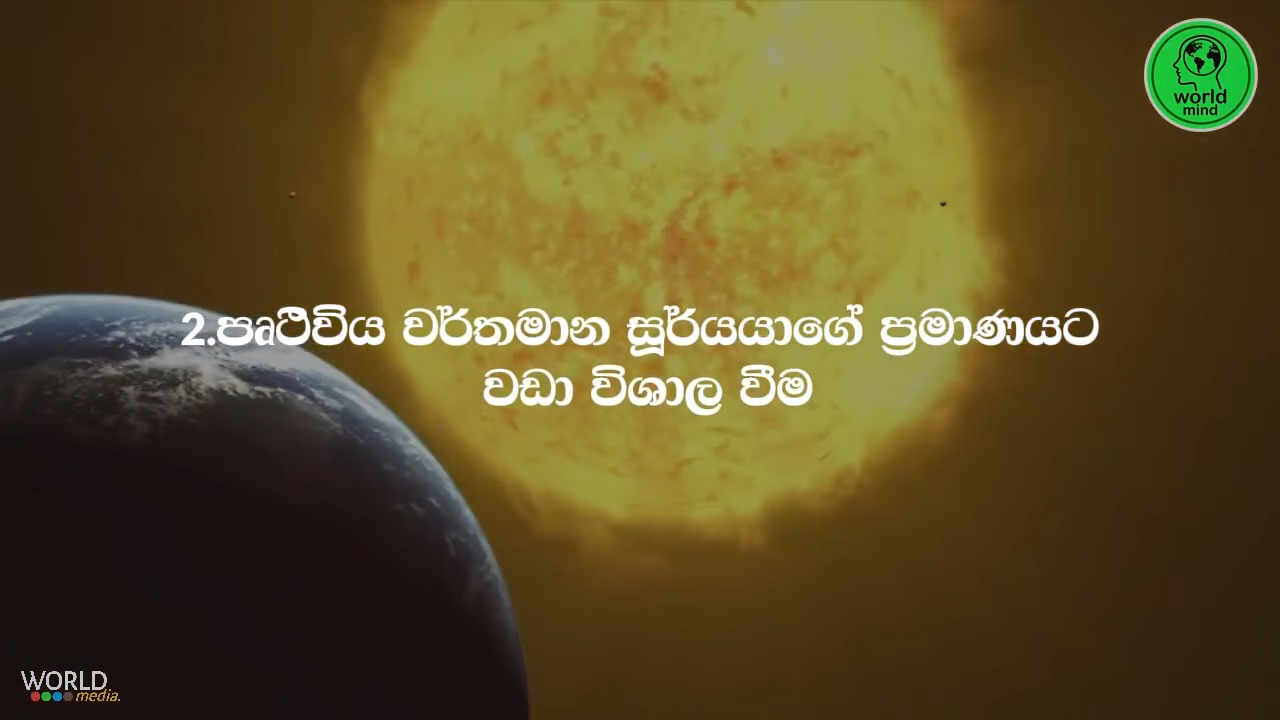 world
mind
2.පෘථිවිය වර්තමාන සූර්යයාගේ ප්‍රමාණයට
වඩා විශාල වීම
WORLD
media.